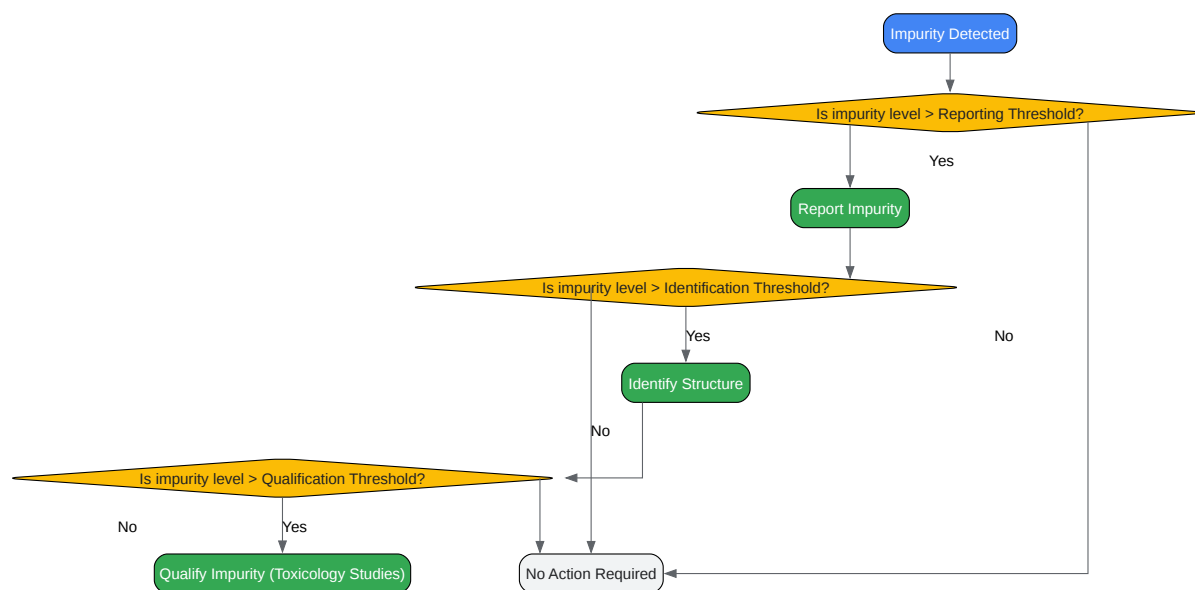 Impurity Detected
Is impurity level > Reporting Threshold?
Yes
Report Impurity
Is impurity level > Identification Threshold?
Yes
No
Identify Structure
No
Is impurity level > Qualification Threshold?
No
Yes
Qualify Impurity (Toxicology Studies)
No Action Required